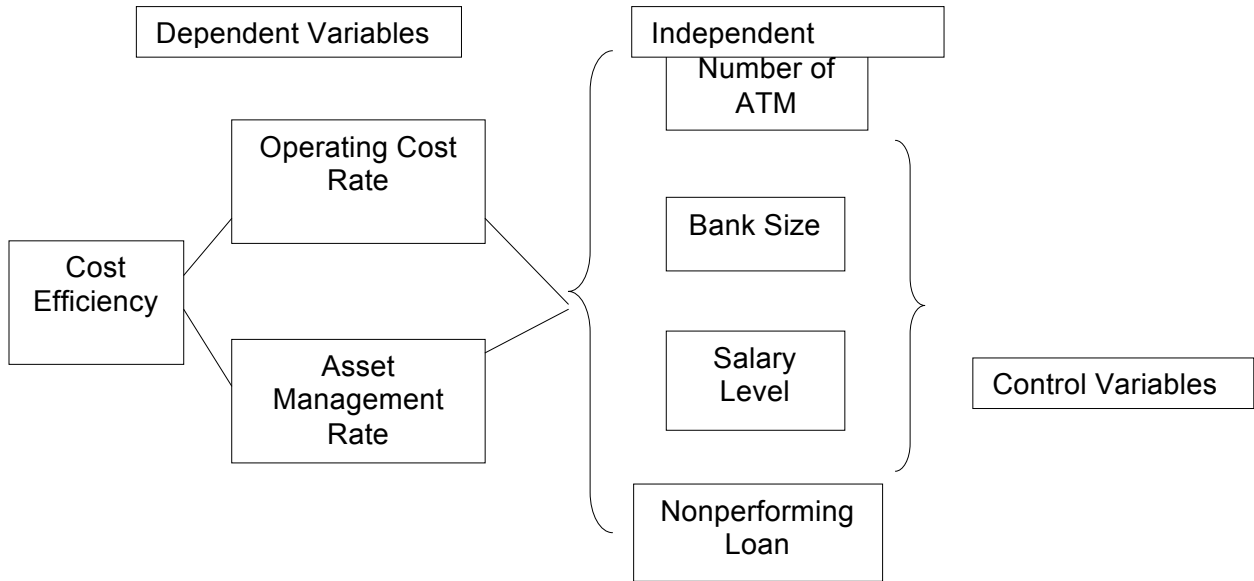 Dependent Variables
Independent
Number of
ATM
Operating Cost
Rate
Bank Size
Cost
Efficiency
Salary
Level
Asset
Management
Rate
Control Variables
Nonperforming
Loan